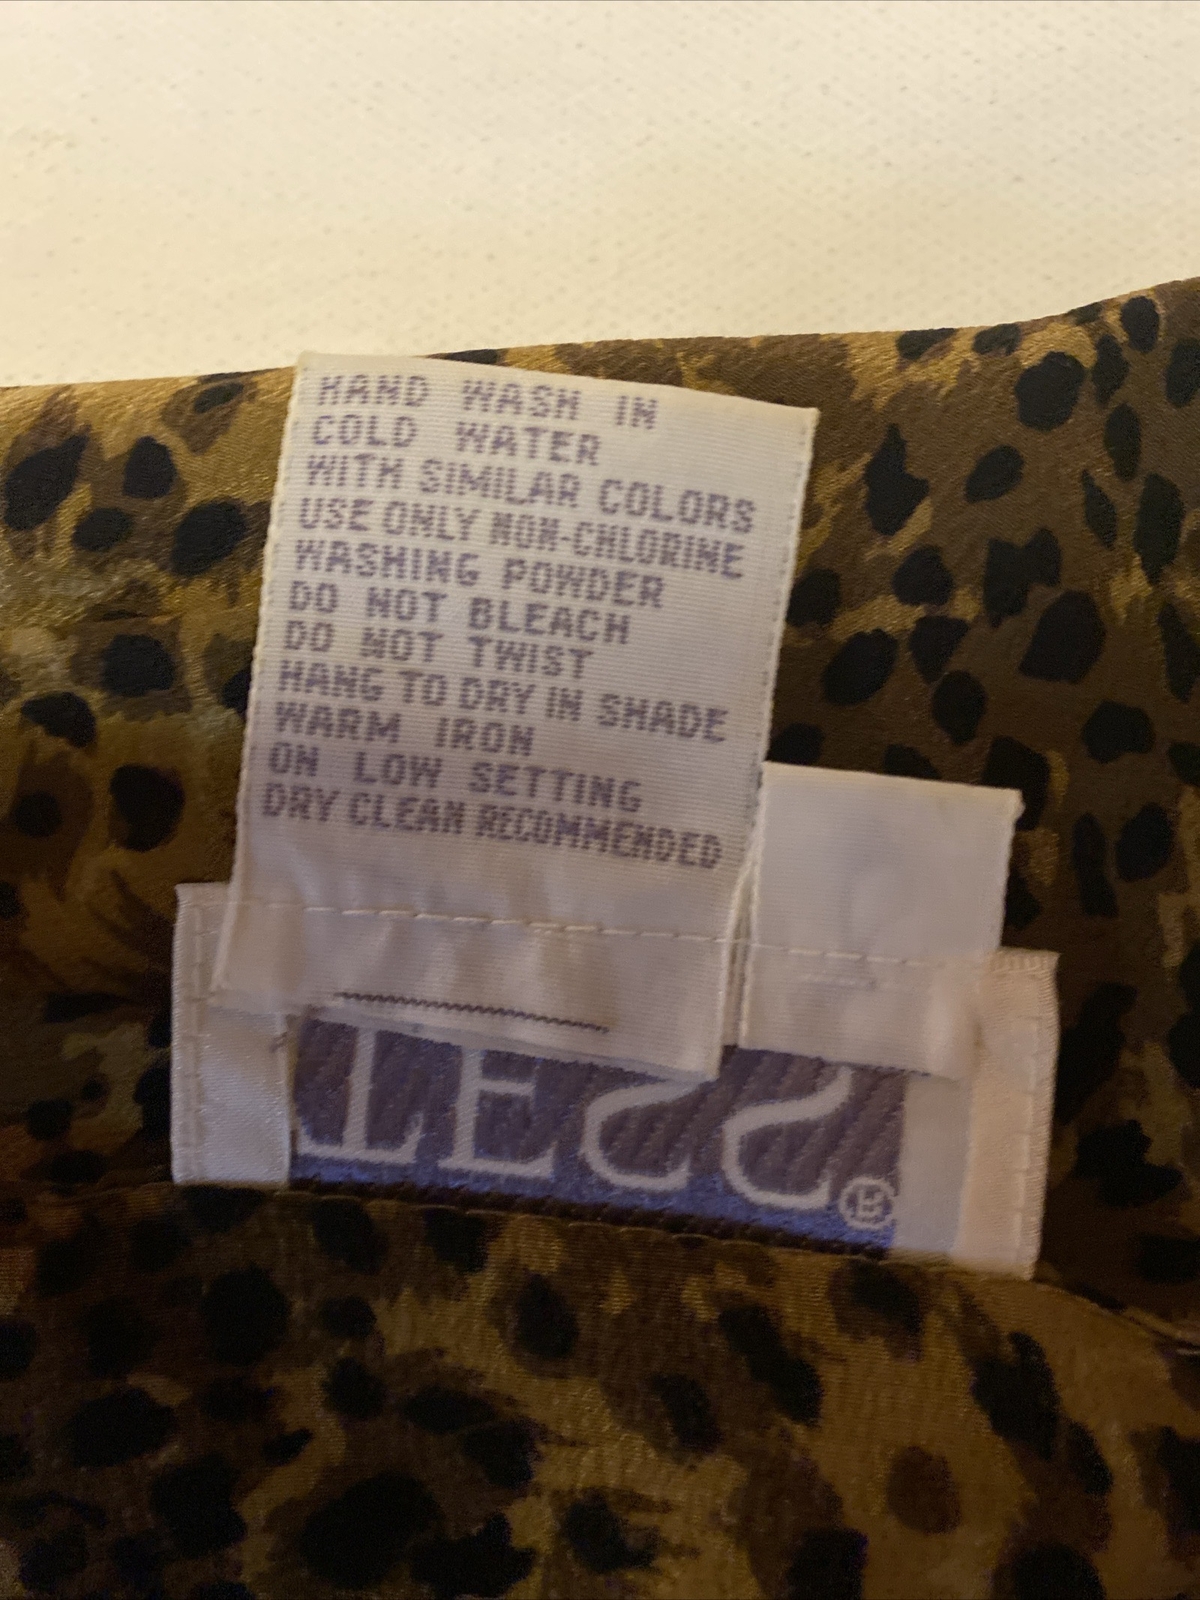 HAND WASH IN
COLD WATER
WITH SIMILAR COLORS
USE ONLY NON-CHLORINE
WASHING POWDER
DO NOT BLEACH
DO NOT TWIST
HANG TO DRY IN SHADE
WARM IRON
ON LOW SETTING
DRY CLEAN RECOMMENDED
TESS®